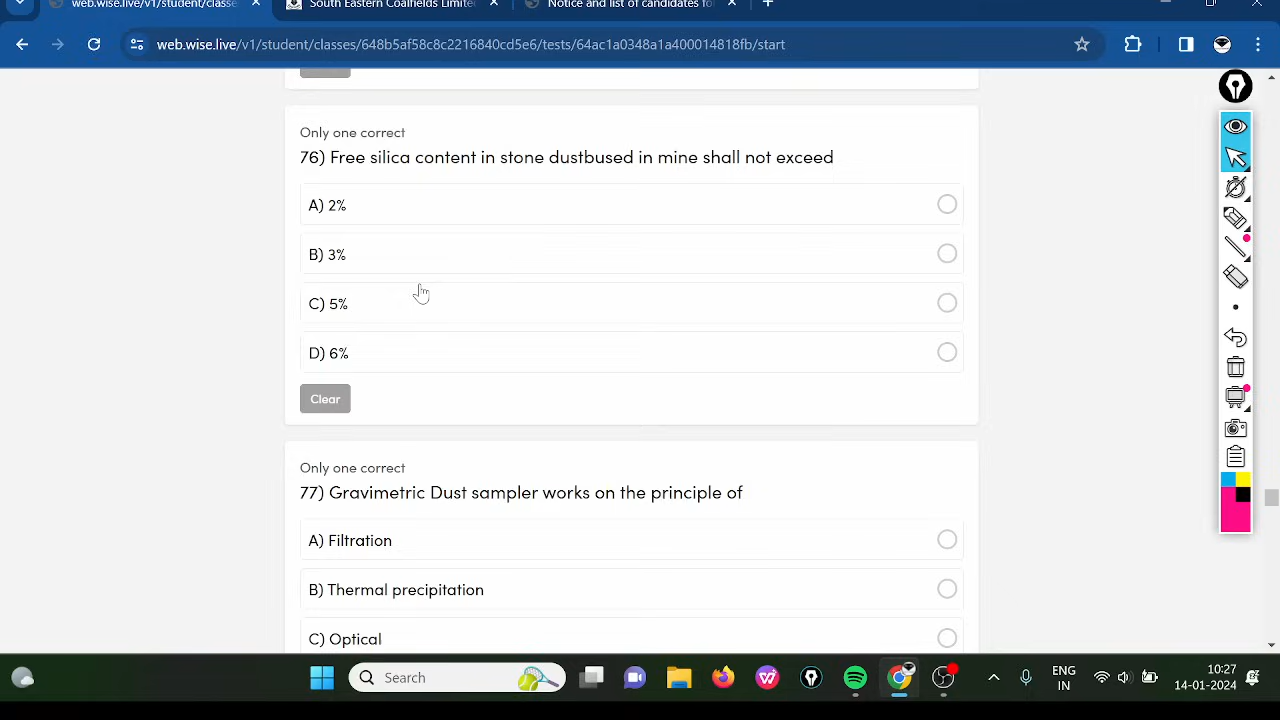 web.wise.live/v1/student/classe
South Eastern Coalfields Limite
Notice and list of candidates fo
web.wise.live/v1/student/classes/648b5af58c8c2216840cd5e6/tests/64ac1a0348a1a400014818fb/start
Only one correct
76) Free silica content in stone dustbused in mine shall not exceed
A) 2%
B) 3%
C) 5%
D) 6%
Clear
Only one correct
77) Gravimetric Dust sampler works on the principle of
A) Filtration
B) Thermal precipitation
C) Optical
Search
ENG
IN
10:27
14-01-2024